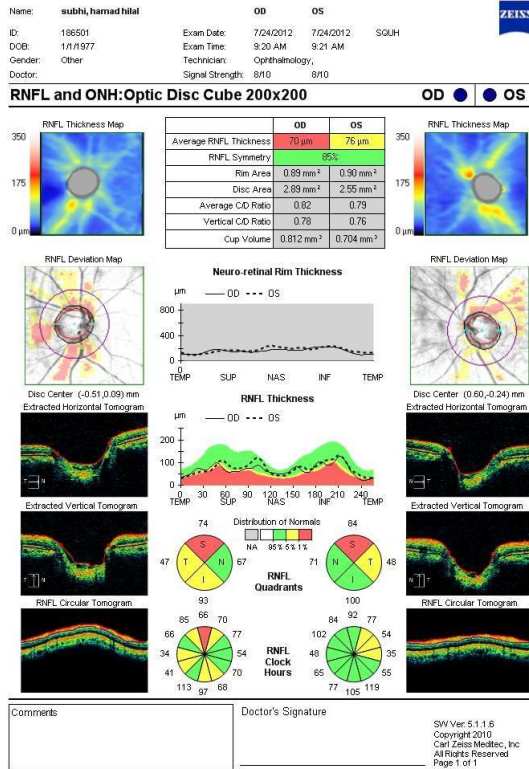 Name: subhi, hamad hilal OD OS ZEISS
ID: 186501 Exam Date: 7/24/2012 7/24/2012 SQUH
DOB: 1/1/1977 Exam Time: 9:20 AM 9:21 AM
Gender: Other Technician: Ophthalmology,
Doctor: Signal Strength: 8/10 8/10
RNFL and ONH:Optic Disc Cube 200x200 OD OS
RNFL Thickness Map OD OS RNFL Thickness Map
350 Average RNFL Thickness 70 µm 76 µm 350
RNFL Symmetry 85%
175 Rim Area 0.89 mm² 0.90 mm² 175
Disc Area 2.89 mm² 2.55 mm²
Average C/D Ratio 0.82 0.79
Vertical C/D Ratio 0.78 0.76
0 µm Cup Volume 0.812 mm³ 0.704 mm³ 0 µm
RNFL Deviation Map Neuro-retinal Rim Thickness RNFL Deviation Map
µm OD OS
800
400
0
0
TEMP SUP NAS INF TEMP
Disc Center (-0.51,0.09) mm RNFL Thickness Disc Center (0.60,-0.24) mm
Extracted Horizontal Tomogram µm OD OS Extracted Horizontal Tomogram
200
100
0
T N 0 30 60 90 120 150 180 210 240 N T
TEMP SUP NAS INF TEMP
Extracted Vertical Tomogram 74 Distribution of Normals 84 Extracted Vertical Tomogram
NA 95% 5% 1%
47 S T N I 67 RNFL Quadrants 71 S N T I 48
93 100
RNFL Circular Tomogram 66 92 RNFL Circular Tomogram
85 70 84 77
66 77 102 54
34 54 RNFL Clock Hours 48 35
41 70 65 55
113 68 77 119
97 105
Comments Doctor's Signature
SW Ver: 5.1.1.6
Copyright 2010
Carl Zeiss Meditec, Inc
All Rights Reserved
Page 1 of 1